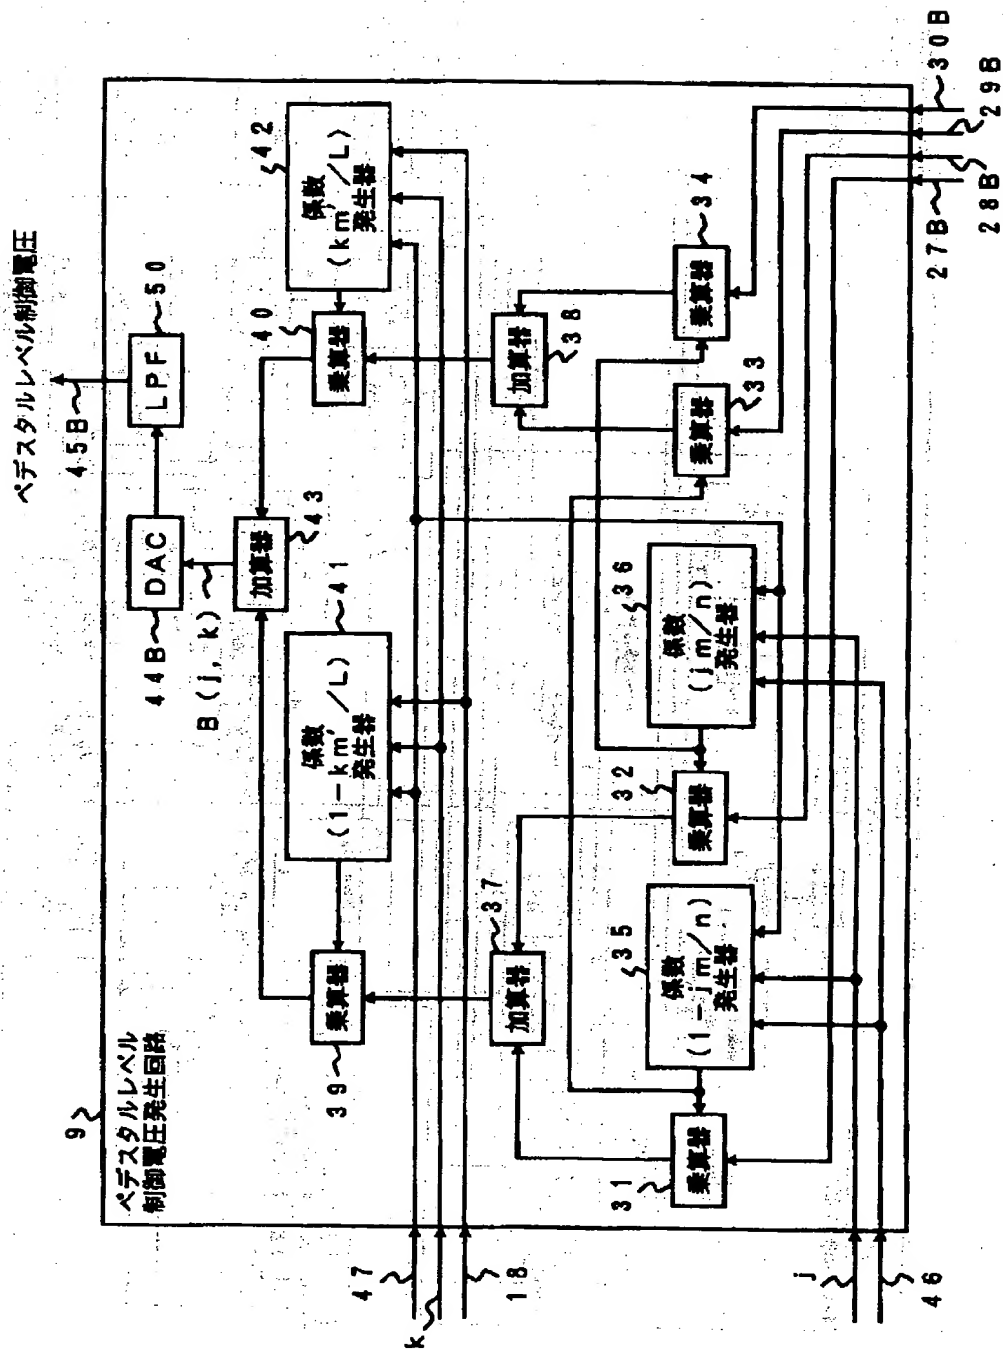 ペデスタルレベル
制御電圧発生回路
9
ペデスタルレベル制御電圧
45B
LPF
50
DAC
44B
B (j, k)
加算器
43
係数
(1-km'/L)
発生器
41
係数
(km'/L)
発生器
42
乗算器
39
乗算器
40
加算器
37
加算器
38
乗算器
31
係数
(1-jm/n)
発生器
35
乗算器
32
係数
(jm/n)
発生器
36
乗算器
33
乗算器
34
47
k
18
j
46
27B
28B
29B
30B